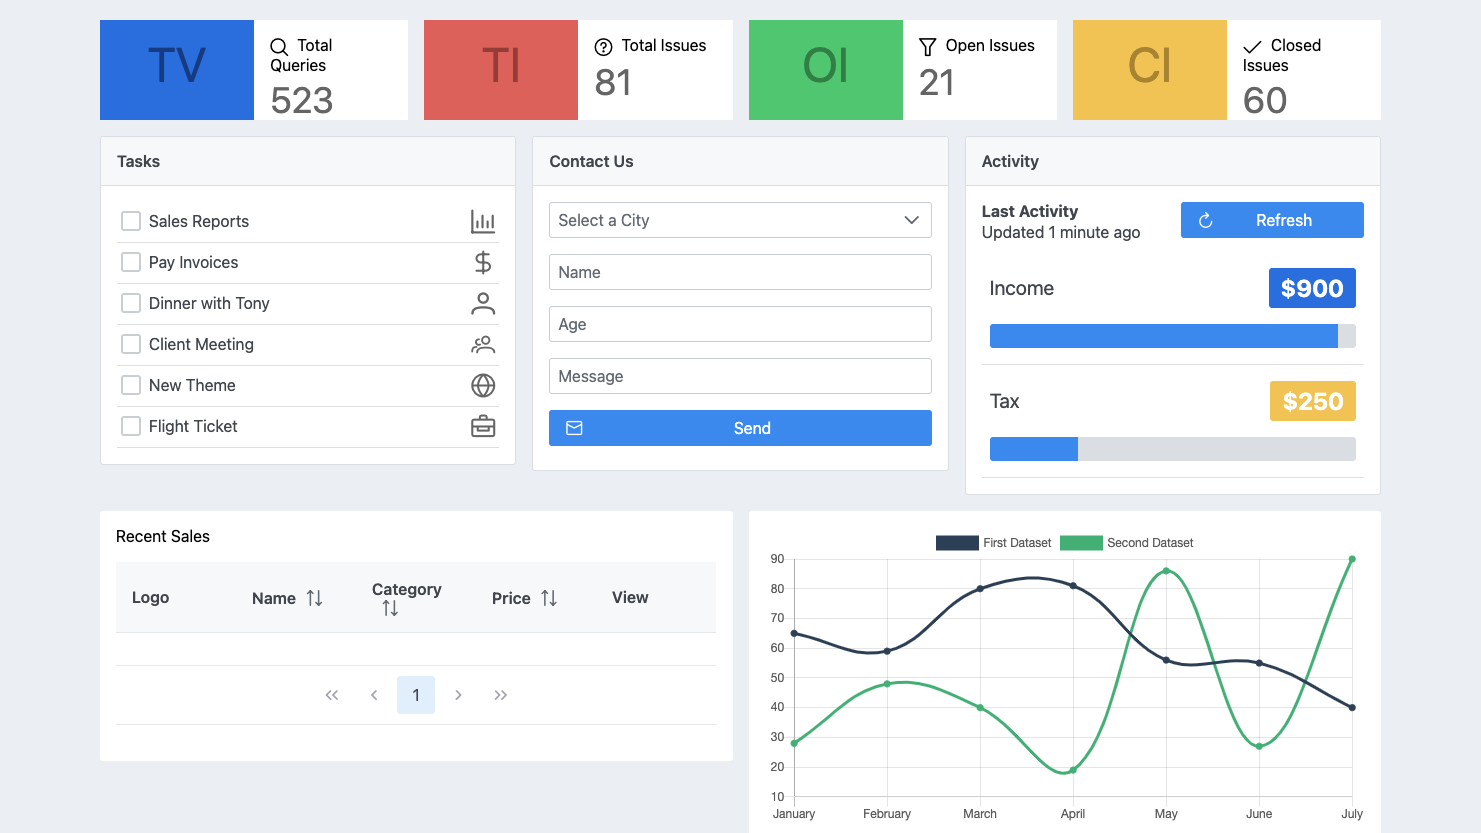 TV
Total
Queries
523
TI
Total Issues
81
OI
Open Issues
21
CI
Closed
Issues
60
Tasks
Sales Reports
Pay Invoices
Dinner with Tony
Client Meeting
New Theme
Flight Ticket
Contact Us
Select a City
Name
Age
Message
Send
Activity
Last Activity
Updated 1 minute ago
Refresh
Income
$900
Tax
$250
Recent Sales
Logo
Name
Category
Price
View
1
First Dataset
Second Dataset
90
80
70
60
50
40
30
20
10
January
February
March
April
May
June
July